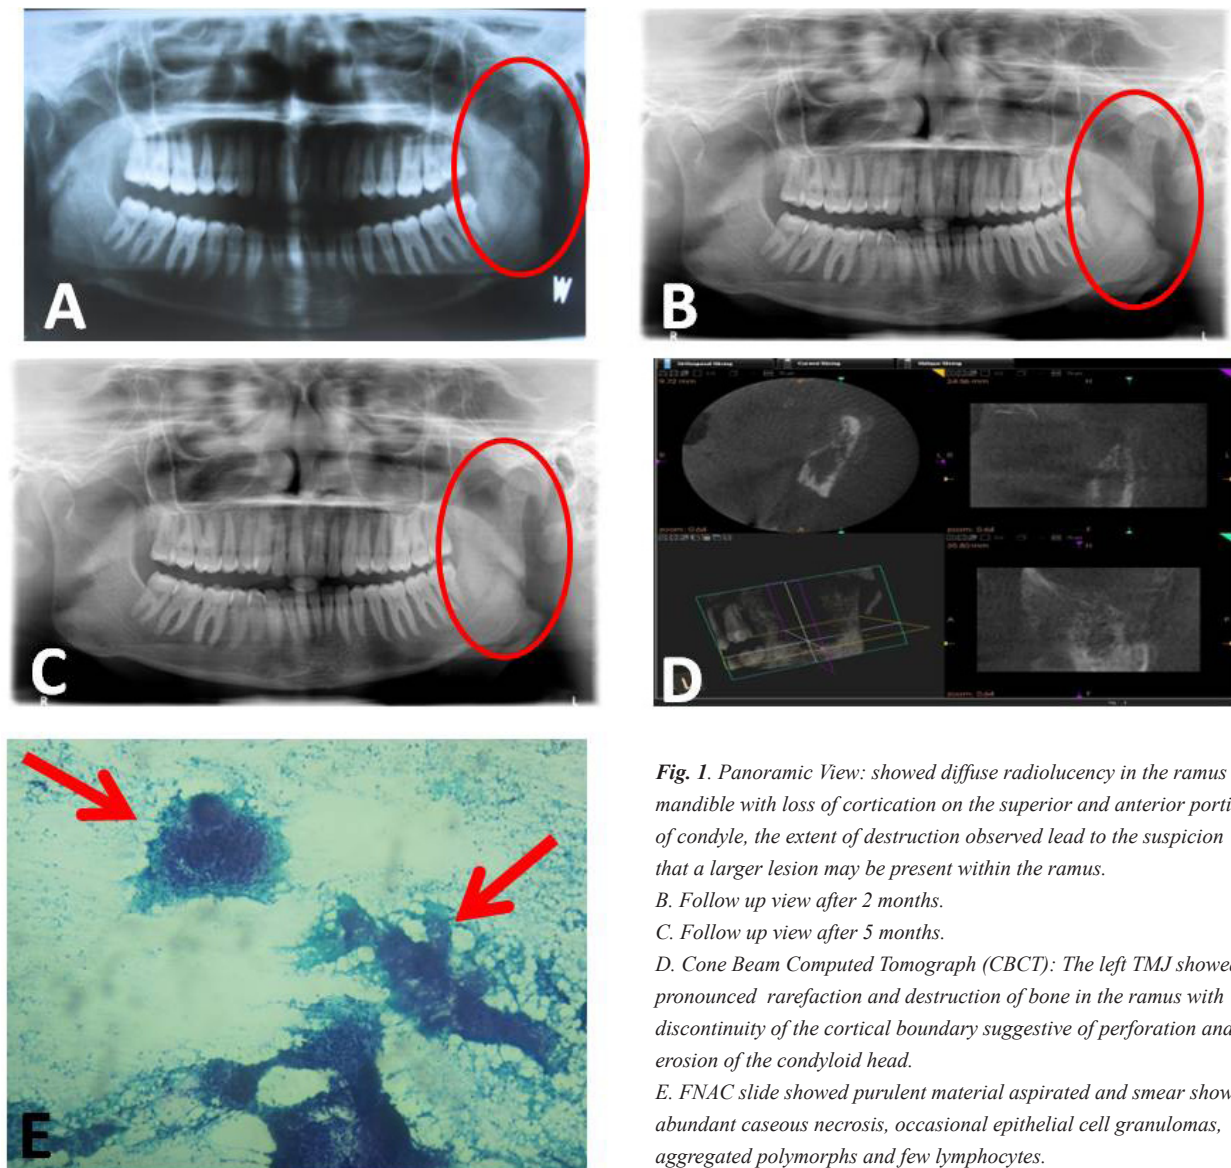 A
W
B
R
L
C
R
L
D
E
Fig. 1. Panoramic View: showed diffuse radiolucency in the ramus
mandible with loss of cortication on the superior and anterior porti
of condyle, the extent of destruction observed lead to the suspicion
that a larger lesion may be present within the ramus.
B. Follow up view after 2 months.
C. Follow up view after 5 months.
D. Cone Beam Computed Tomograph (CBCT): The left TMJ showed
pronounced rarefaction and destruction of bone in the ramus with
discontinuity of the cortical boundary suggestive of perforation and
erosion of the condyloid head.
E. FNAC slide showed purulent material aspirated and smear show
abundant caseous necrosis, occasional epithelial cell granulomas,
aggregated polymorphs and few lymphocytes.